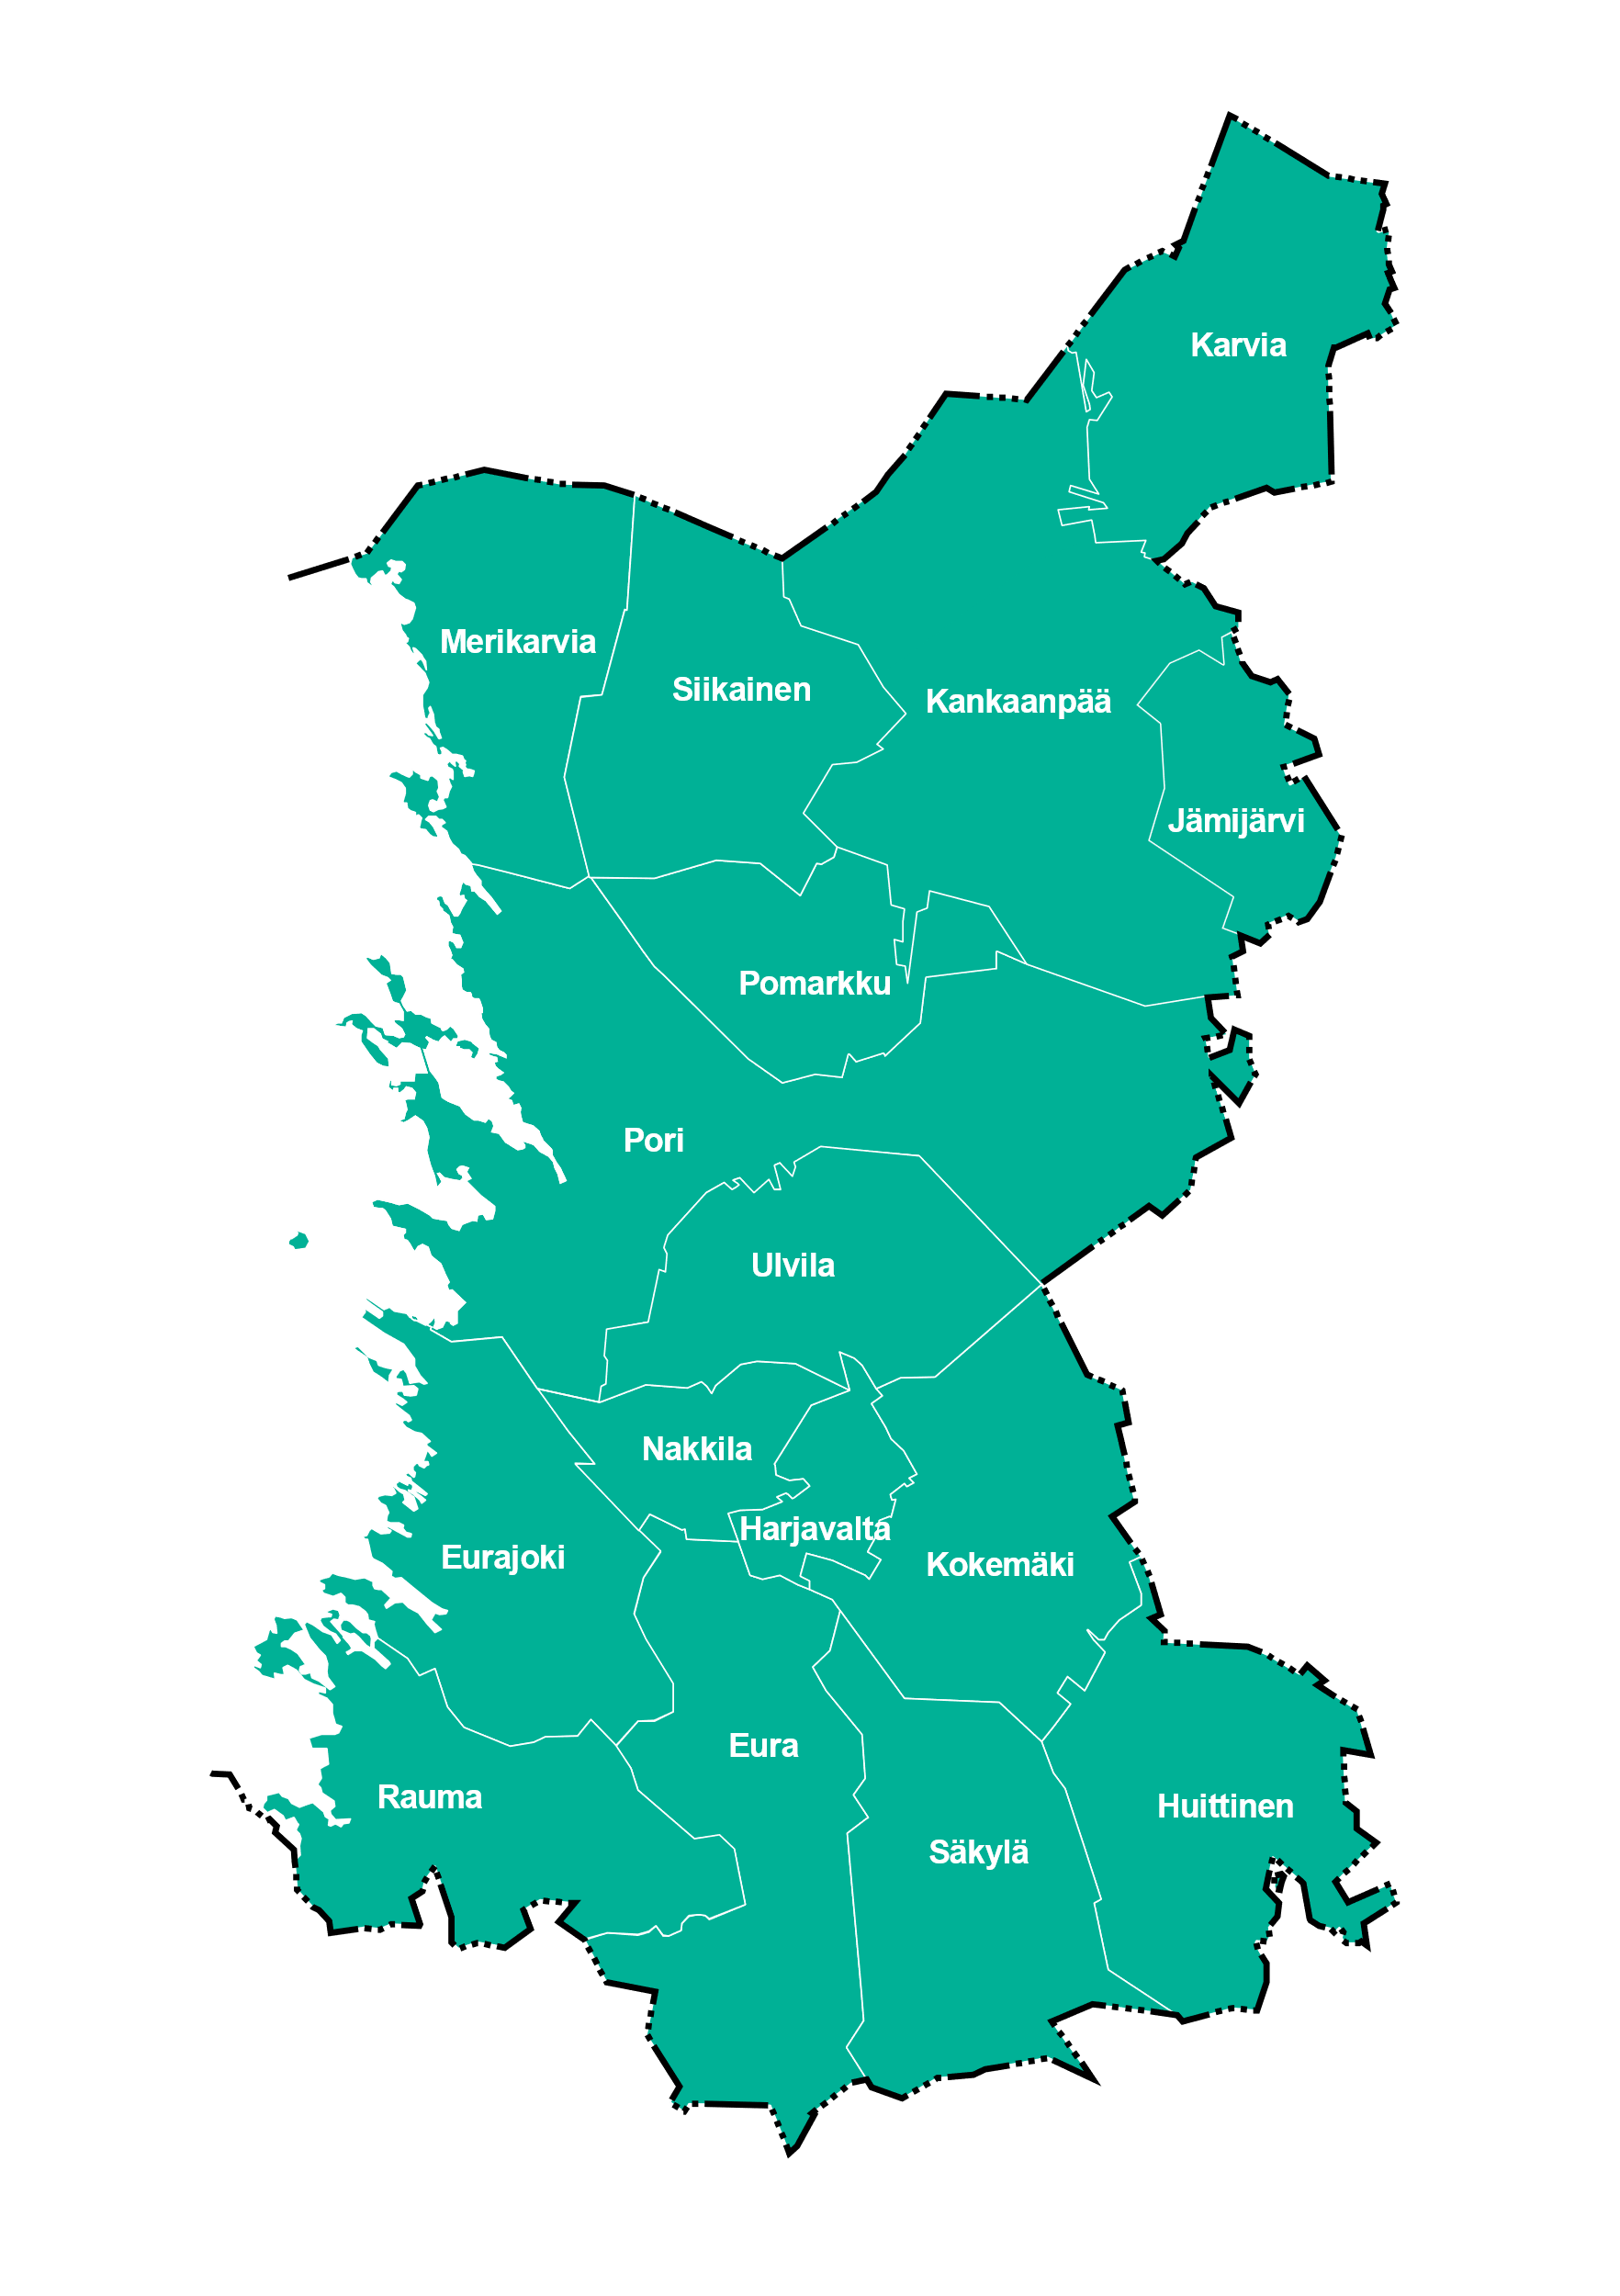 Karvia
Merikarvia
Siikainen
Kankaanpää
Jämijärvi
Pomarkku
Pori
Ulvila
Nakkila
Harjavalta
Eurajoki
Kokemäki
Eura
Rauma
Huittinen
Säkylä